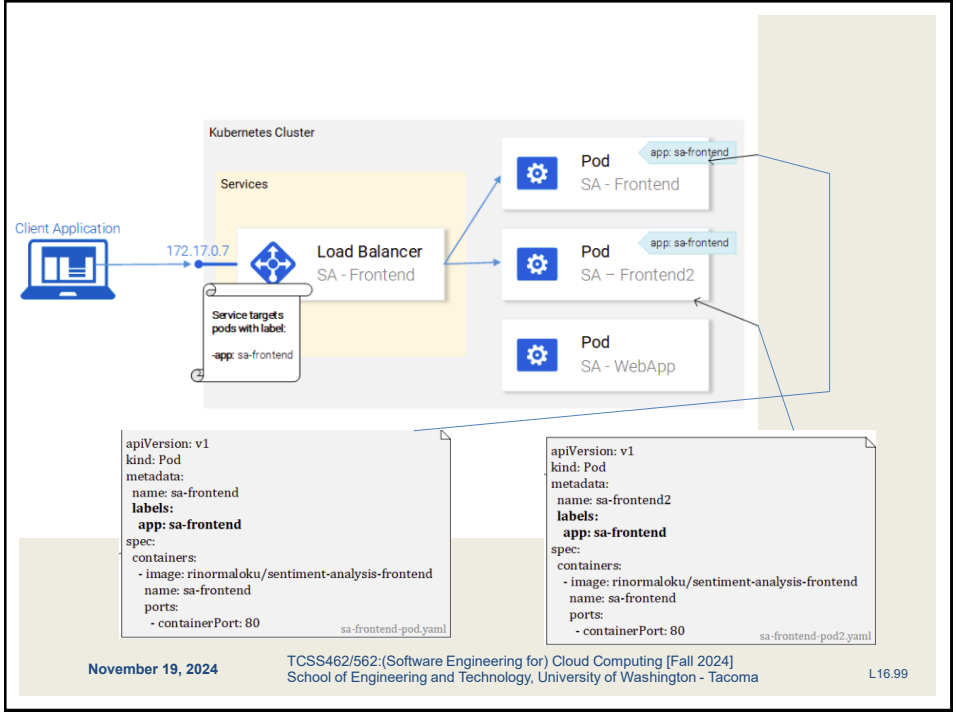 Kubernetes Cluster
Services
Client Application
172.17.0.7
Load Balancer
SA - Frontend
Service targets
pods with label:
-app: sa-frontend
Pod
app: sa-frontend
SA - Frontend
Pod
app: sa-frontend
SA – Frontend2
Pod
SA - WebApp
apiVersion: v1
kind: Pod
metadata:
name: sa-frontend
labels:
app: sa-frontend
spec:
containers:
- image: rinormaloku/sentiment-analysis-frontend
name: sa-frontend
ports:
- containerPort: 80
sa-frontend-pod.yaml
apiVersion: v1
kind: Pod
metadata:
name: sa-frontend2
labels:
app: sa-frontend
spec:
containers:
- image: rinormaloku/sentiment-analysis-frontend
name: sa-frontend
ports:
- containerPort: 80
sa-frontend-pod2.yaml
November 19, 2024
TCSS462/562:(Software Engineering for) Cloud Computing [Fall 2024]
School of Engineering and Technology, University of Washington - Tacoma
L16.99